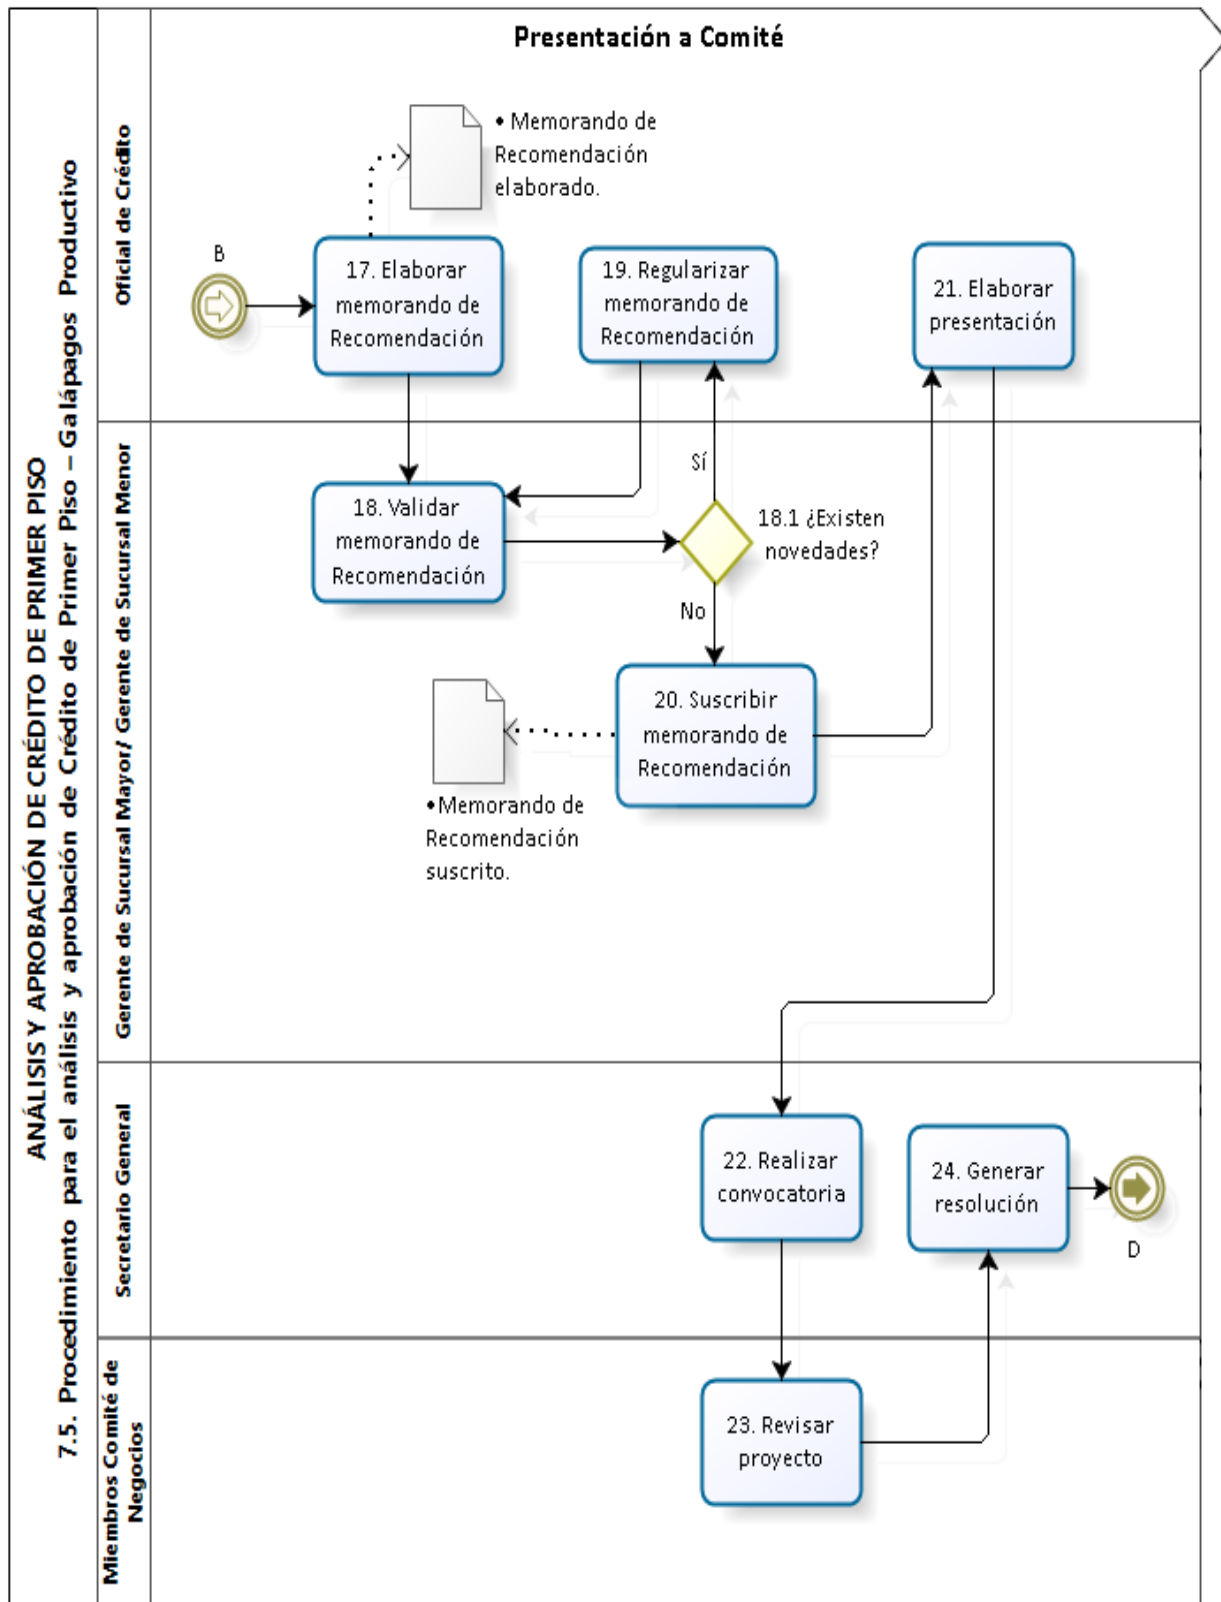 ANÁLISIS Y APROBACIÓN DE CRÉDITO DE PRIMER PISO
7.5. Procedimiento para el análisis y aprobación de Crédito de Primer Piso – Galápagos Productivo
Presentación a Comité
Oficial de Crédito
• Memorando de
Recomendación
elaborado.
B
17. Elaborar
memorando de
Recomendación
19. Regularizar
memorando de
Recomendación
21. Elaborar
presentación
Gerente de Sucursal Mayor/ Gerente de Sucursal Menor
Sí
18. Validar
memorando de
Recomendación
18.1 ¿Existen
novedades?
No
20. Suscribir
memorando de
Recomendación
•Memorando de
Recomendación
suscrito.
Secretario General
22. Realizar
convocatoria
24. Generar
resolución
D
Miembros Comité de
Negocios
23. Revisar
proyecto